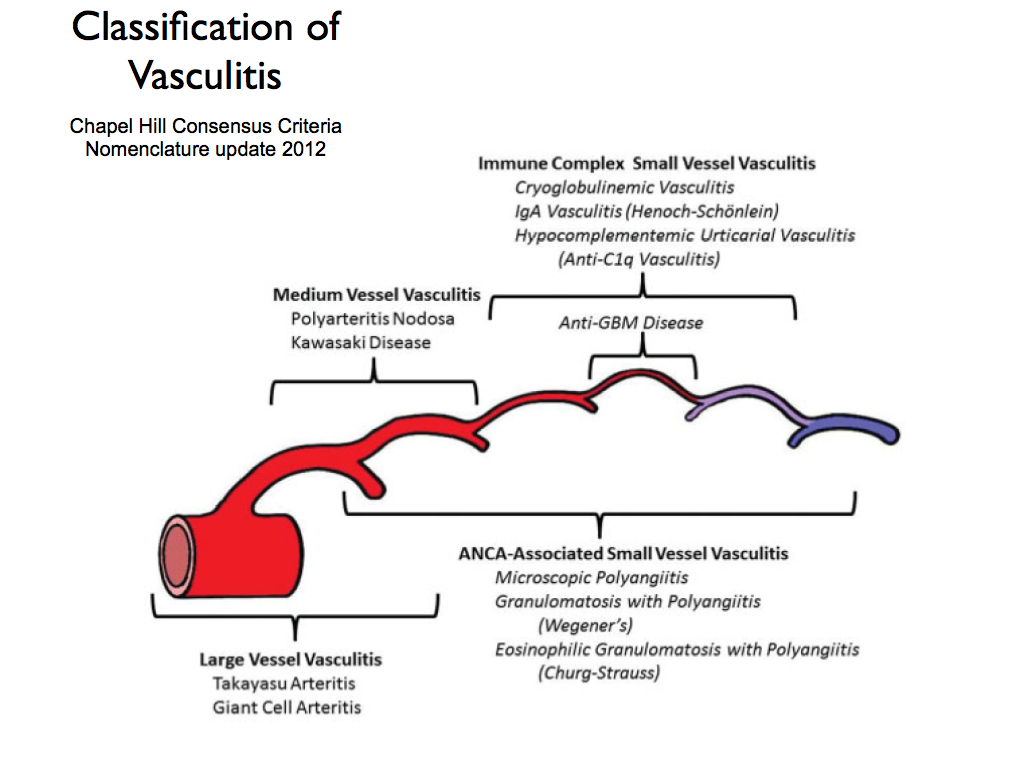 Classification of
Vasculitis
Chapel Hill Consensus Criteria
Nomenclature update 2012
Immune Complex Small Vessel Vasculitis
Cryoglobulinemic Vasculitis
IgA Vasculitis (Henoch-Schönlein)
Hypocomplementemic Urticarial Vasculitis
(Anti-C1q Vasculitis)
Medium Vessel Vasculitis
Polyarteritis Nodosa
Kawasaki Disease
Anti-GBM Disease
ANCA-Associated Small Vessel Vasculitis
Microscopic Polyangiitis
Granulomatosis with Polyangiitis
(Wegener's)
Eosinophilic Granulomatosis with Polyangiitis
(Churg-Strauss)
Large Vessel Vasculitis
Takayasu Arteritis
Giant Cell Arteritis